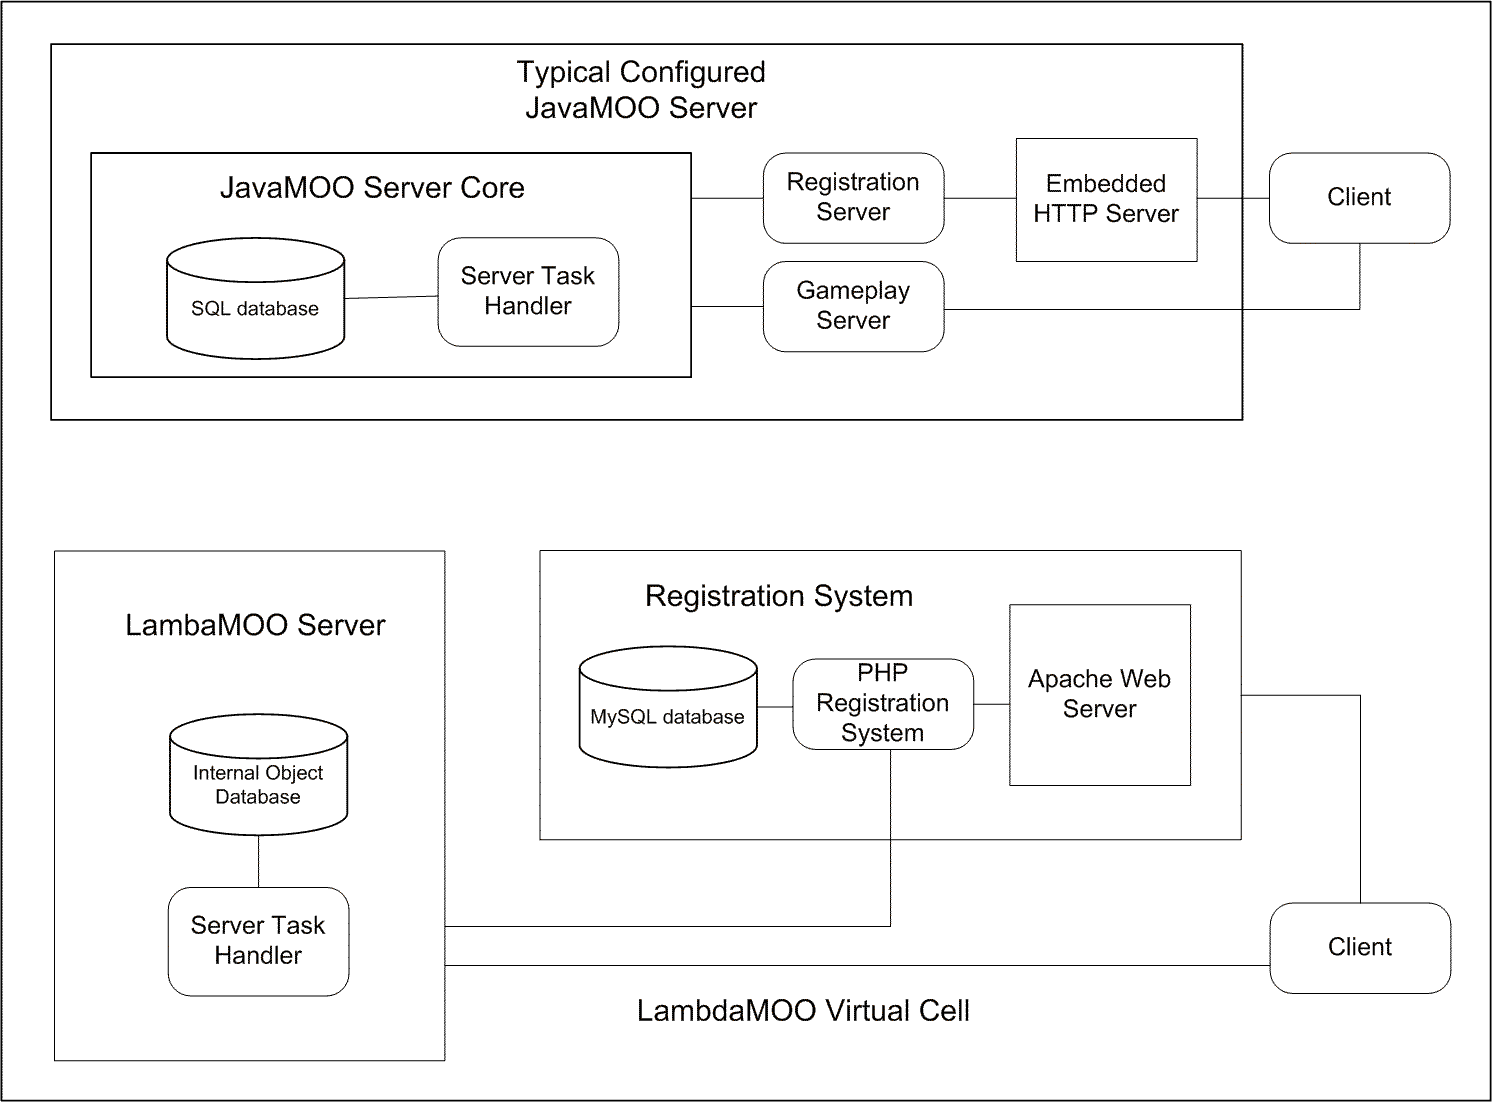 Typical Configured
JavaMOO Server
JavaMOO Server Core
SQL database
Server Task
Handler
Registration
Server
Gameplay
Server
Embedded
HTTP Server
Client
LambaMOO Server
Internal Object
Database
Server Task
Handler
Registration System
MySQL database
PHP
Registration
System
Apache Web
Server
Client
LambdaMOO Virtual Cell